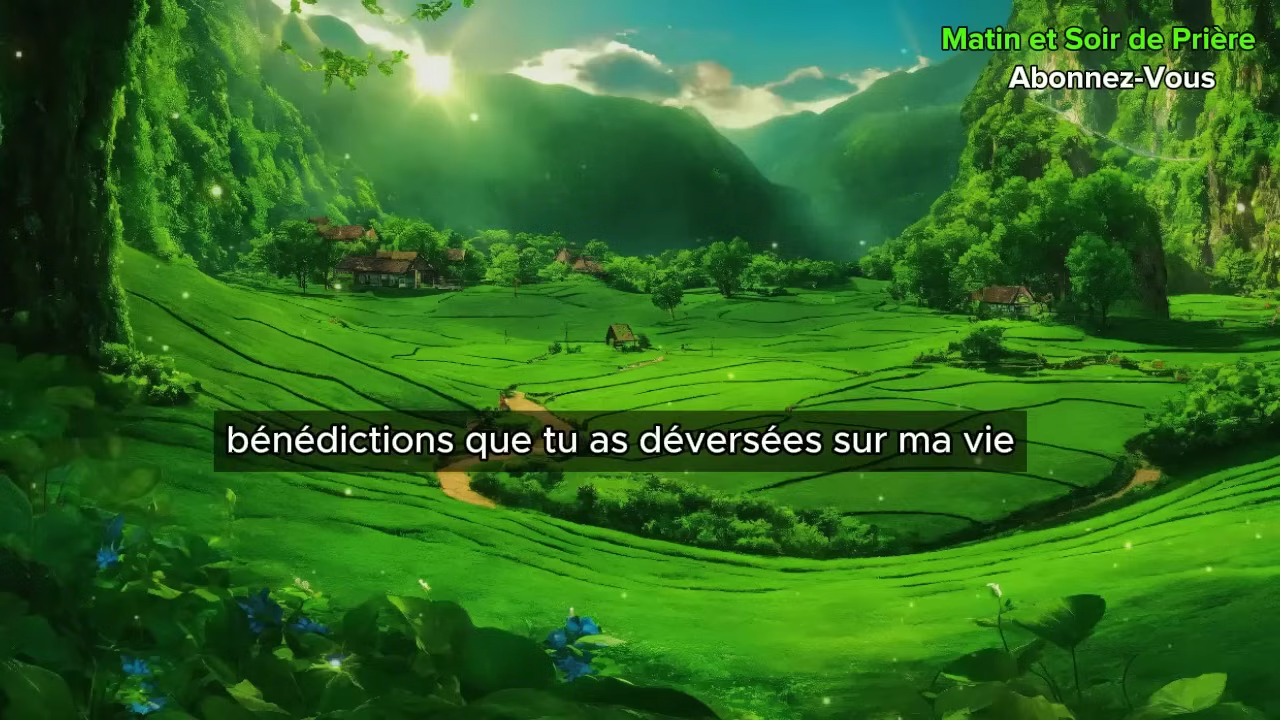 Matin et Soir de Prière
Abonnez-Vous
bénédictions que tu as déversées sur ma vie